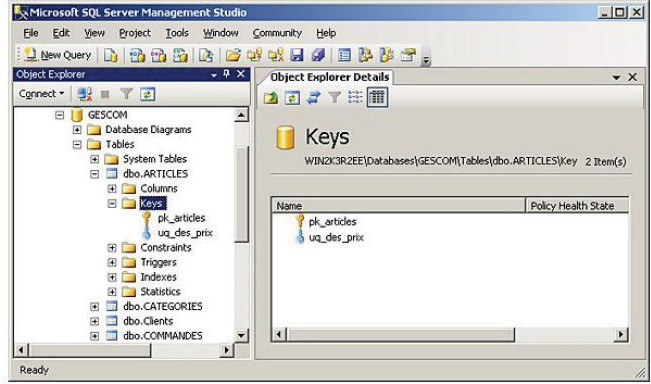 Microsoft SQL Server Management Studio
File Edit View Project Tools Window Community Help
New Query
Object Explorer
Connect
GESCOM
Database Diagrams
Tables
System Tables
dbo.ARTICLES
Columns
Keys
pk_articles
uq_des_prix
Constraints
Triggers
Indexes
Statistics
dbo.CATEGORIES
dbo.Clients
dbo.COMMANDES
Object Explorer Details
Keys
WIN2K3R2EE\Databases\GESCOM\Tables\dbo.ARTICLES\Key 2 Item(s)
Name Policy Health State
pk_articles
uq_des_prix
Ready